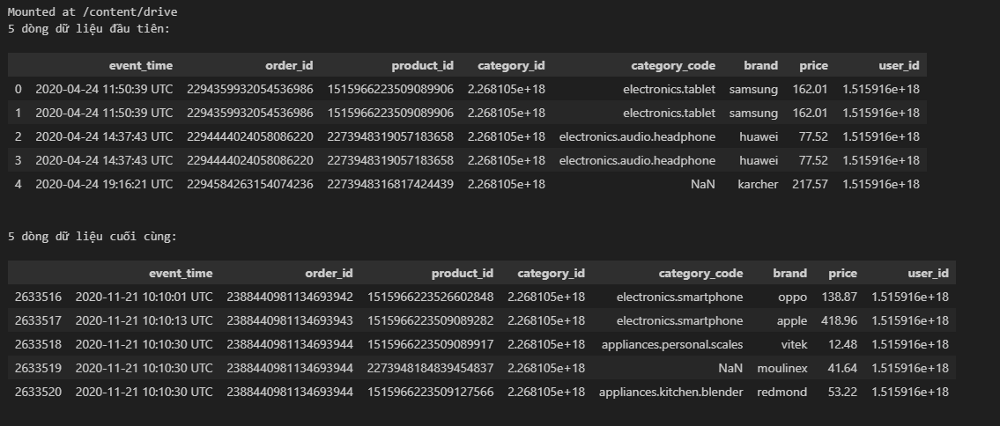 Mounted at /content/drive
5 dòng dữ liệu đầu tiên:
event_time order_id product_id category_id category_code brand price user_id
0 2020-04-24 11:50:39 UTC 2294359932054536986 1515966223509089906 2.268105e+18 electronics.tablet samsung 162.01 1.515916e+18
1 2020-04-24 11:50:39 UTC 2294359932054536986 1515966223509089906 2.268105e+18 electronics.tablet samsung 162.01 1.515916e+18
2 2020-04-24 14:37:43 UTC 2294444024058086220 2273948319057183658 2.268105e+18 electronics.audio.headphone huawei 77.52 1.515916e+18
3 2020-04-24 14:37:43 UTC 2294444024058086220 2273948319057183658 2.268105e+18 electronics.audio.headphone huawei 77.52 1.515916e+18
4 2020-04-24 19:16:21 UTC 2294584263154074236 2273948316817424439 2.268105e+18 NaN karcher 217.57 1.515916e+18
5 dòng dữ liệu cuối cùng:
event_time order_id product_id category_id category_code brand price user_id
2633516 2020-11-21 10:10:01 UTC 2388440981134693942 1515966223526602848 2.268105e+18 electronics.smartphone oppo 138.87 1.515916e+18
2633517 2020-11-21 10:10:13 UTC 2388440981134693943 1515966223509089282 2.268105e+18 electronics.smartphone apple 418.96 1.515916e+18
2633518 2020-11-21 10:10:30 UTC 2388440981134693944 1515966223509089917 2.268105e+18 appliances.personal.scales vitek 12.48 1.515916e+18
2633519 2020-11-21 10:10:30 UTC 2388440981134693944 2273948184839454837 2.268105e+18 NaN moulinex 41.64 1.515916e+18
2633520 2020-11-21 10:10:30 UTC 2388440981134693944 1515966223509127566 2.268105e+18 appliances.kitchen.blender redmond 53.22 1.515916e+18